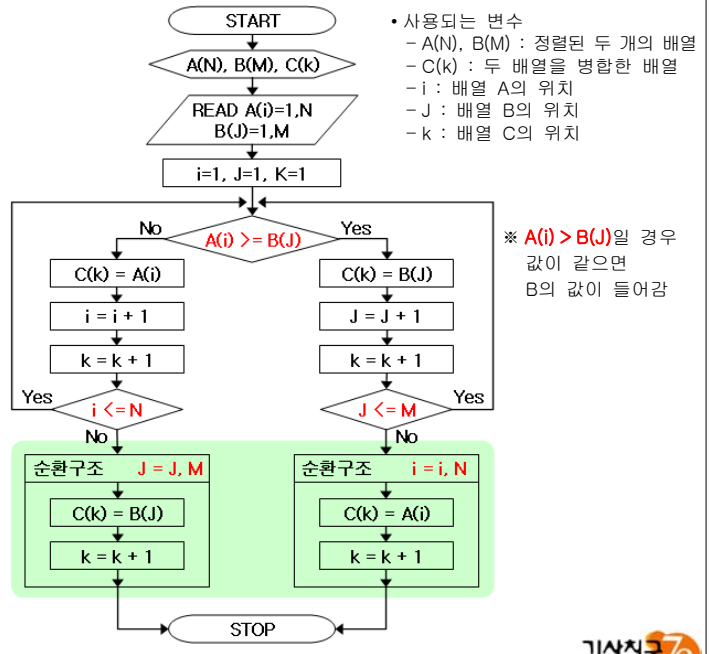 START
A(N), B(M), C(k)
READ A(i)=1,N
B(J)=1,M
i=1, J=1, K=1
A(i) >= B(J)
No
Yes
C(k) = A(i)
i = i + 1
k = k + 1
i <= N
Yes
No
C(k) = B(J)
J = J + 1
k = k + 1
J <= M
Yes
No
순환구조 J = J, M
C(k) = B(J)
k = k + 1
순환구조 i = i, N
C(k) = A(i)
k = k + 1
STOP
• 사용되는 변수
- A(N), B(M) : 정렬된 두 개의 배열
- C(k) : 두 배열을 병합한 배열
- i : 배열 A의 위치
- J : 배열 B의 위치
- k : 배열 C의 위치
※ A(i) > B(J)일 경우
값이 같으면
B의 값이 들어감